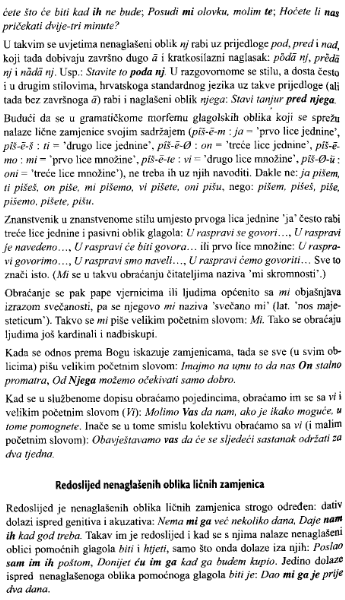 ćete što će biti kad ih ne bude; Posudi mi olovku, molim te; Hoćete li nas
pričekati dvije-tri minute?
U takvim se uvjetima nenaglašeni oblik nj rabi uz prijedloge pod, pred i nad,
koji tada dobivaju završno dugo ā i kratkosilazni naglasak: pȍdā nj, prȅdā
nj i nȁdā nj. Usp.: Stavite to poda nj. U razgovornome se stilu, a dosta često
i u drugim stilovima, hrvatskoga standardnog jezika uz takve prijedloge (ali
tada bez završnoga ā) rabi i naglašeni oblik njega: Stavi tanjur pred njega.
Budući da se u gramatičkome morfemu glagolskih oblika koji se sprežu
nalaze lične zamjenice svojim sadržajem (piš-ē-m : ja = 'prvo lice jednine',
piš-ē-š : ti = 'drugo lice jednine', piš-ē-Ø : on = 'treće lice jednine', piš-ē-
mo : mi = 'prvo lice množine', piš-ē-te : vi = 'drugo lice množine', piš-Ø-ū :
oni = 'treće lice množine'), ne treba ih uz njih navoditi. Dakle ne: ja pišem,
ti pišeš, on piše, mi pišemo, vi pišete, oni pišu, nego: pišem, pišeš, piše,
pišemo, pišete, pišu.
Znanstvenik u znanstvenome stilu umjesto prvoga lica jednine 'ja' često rabi
treće lice jednine i pasivni oblik glagola: U raspravi se govori…, U raspravi
je navedeno…, U raspravi će biti govora… ili prvo lice množine: U raspra-
vi govorimo…, U raspravi smo naveli…, U raspravi ćemo govoriti… Sve to
znači isto. (Mi se u takvu obraćanju čitateljima naziva 'mi skromnosti'.)
Obraćanje se pak pape vjernicima ili ljudima općenito sa mi objašnjava
izrazom svečanosti, pa se njegovo mi naziva 'svečano mi' (lat. 'nos maje-
steticum'). Takvo se mi piše velikim početnim slovom: Mi. Tako se obraćaju
ljudima još kardinali i nadbiskupi.
Kada se odnos prema Bogu iskazuje zamjenicama, tada se sve (u svim ob-
licima) pišu velikim početnim slovom: Imajmo na umu to da nas On stalno
promatra, Od Njega možemo očekivati samo dobro.
Kad se u službenome dopisu obraćamo pojedincima, obraćamo im se sa vi i
velikim početnim slovom (Vi): Molimo Vas da nam, ako je ikako moguće, u
tome pomognete. Inače se u tome smislu kolektivu obraćamo sa vi (i malim
početnim slovom): Obavještavamo vas da će se sljedeći sastanak održati za
dva tjedna.
Redoslijed nenaglašenih oblika ličnih zamjenica
Redoslijed je nenaglašenih oblika ličnih zamjenica strogo određen: dativ
dolazi ispred genitiva i akuzativa: Nema mi ga već nekoliko dana, Daje nam
ih kad god treba. Takav im je redoslijed i kad se s njima nalaze nenaglašeni
oblici pomoćnih glagola biti i htjeti, samo što onda dolaze iza njih: Poslao
sam im ih poštom, Donijet ću im ga kad ga budem kupio. Jedino dolaze
ispred nenaglašenoga oblika pomoćnoga glagola biti je: Dao mi ga je prije
dva dana.